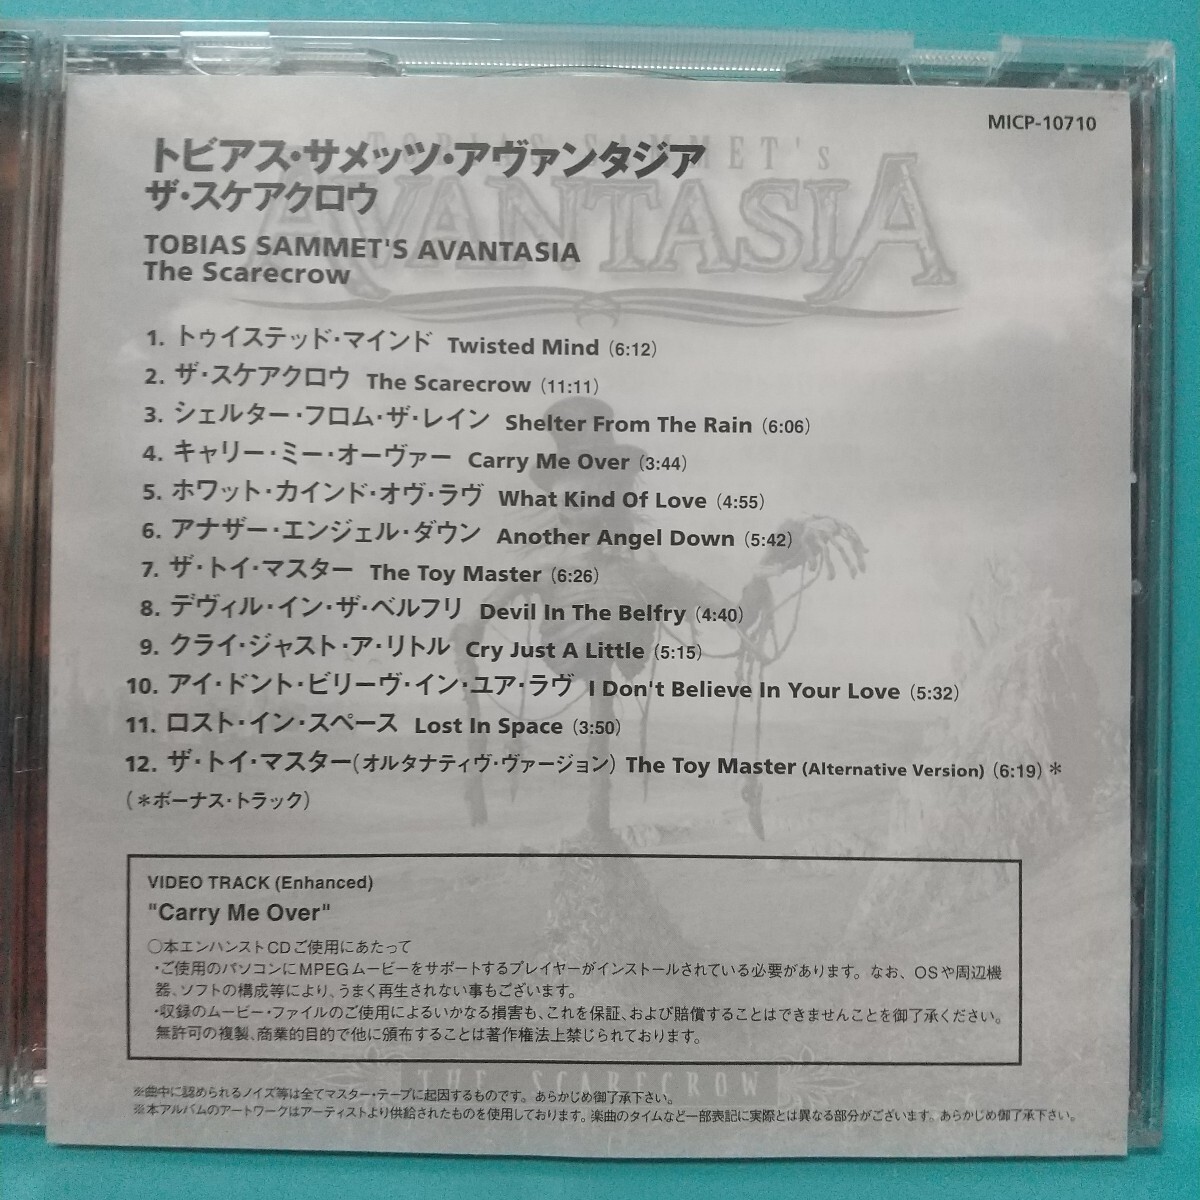 MICP-10710
TOBIAS SAMMET's
AVANTASIA
トビアス・サメッツ・アヴァンタジア
ザ・スケアクロウ
TOBIAS SAMMET'S AVANTASIA
The Scarecrow
1. トゥイステッド・マインド Twisted Mind (6:12)
2. ザ・スケアクロウ The Scarecrow (11:11)
3. シェルター・フロム・ザ・レイン Shelter From The Rain (6:06)
4. キャリー・ミー・オーヴァー Carry Me Over (3:44)
5. ホワット・カインド・オヴ・ラヴ What Kind Of Love (4:55)
6. アナザー・エンジェル・ダウン Another Angel Down (5:42)
7. ザ・トイ・マスター The Toy Master (6:26)
8. デヴィル・イン・ザ・ベルフリ Devil In The Belfry (4:40)
9. クライ・ジャスト・ア・リトル Cry Just A Little (5:15)
10. アイ・ドント・ビリーヴ・イン・ユア・ラヴ I Don't Believe In Your Love (5:32)
11. ロスト・イン・スペース Lost In Space (3:50)
12. ザ・トイ・マスター(オルタナティヴ・ヴァージョン) The Toy Master (Alternative Version) (6:19)＊
(＊ボーナス・トラック)
VIDEO TRACK (Enhanced)
"Carry Me Over"
○本エンハンストCDご使用にあたって
・ご使用のパソコンにMPEGムービーをサポートするプレイヤーがインストールされている必要があります。なお、OSや周辺機
器、ソフトの構成等により、うまく再生されない事もございます。
・収録のムービー・ファイルのご使用によるいかなる損害も、これを保証、および賠償することはできませんことを御了承ください。
無許可の複製、商業的目的で他に頒布することは著作権法上禁じられております。
THE SCARECROW
※曲中に認められるノイズ等は全てマスター・テープに起因するものです。あらかじめ御了承下さい。
※本アルバムのアートワークはアーティストより供給されたものを使用しております。楽曲のタイムなど一部表記に実際とは異なる部分がございます。あらかじめ御了承下さい。